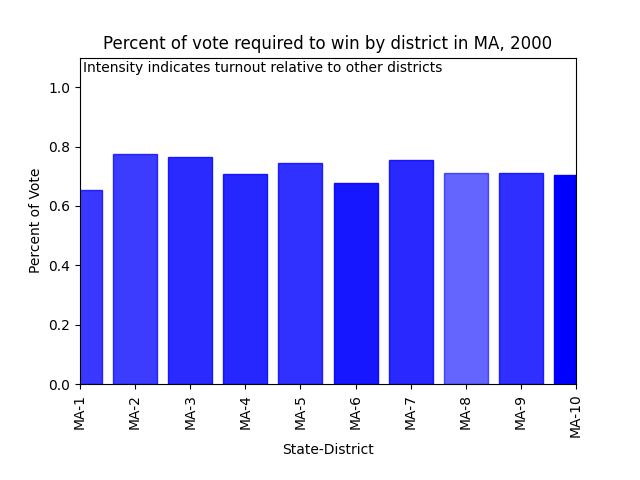 Percent of vote required to win by district in MA, 2000
Intensity indicates turnout relative to other districts
1.0
0.8
0.6
0.4
0.2
0.0
Percent of Vote
MA-1
MA-2
MA-3
MA-4
MA-5
MA-6
MA-7
MA-8
MA-9
MA-10
State-District